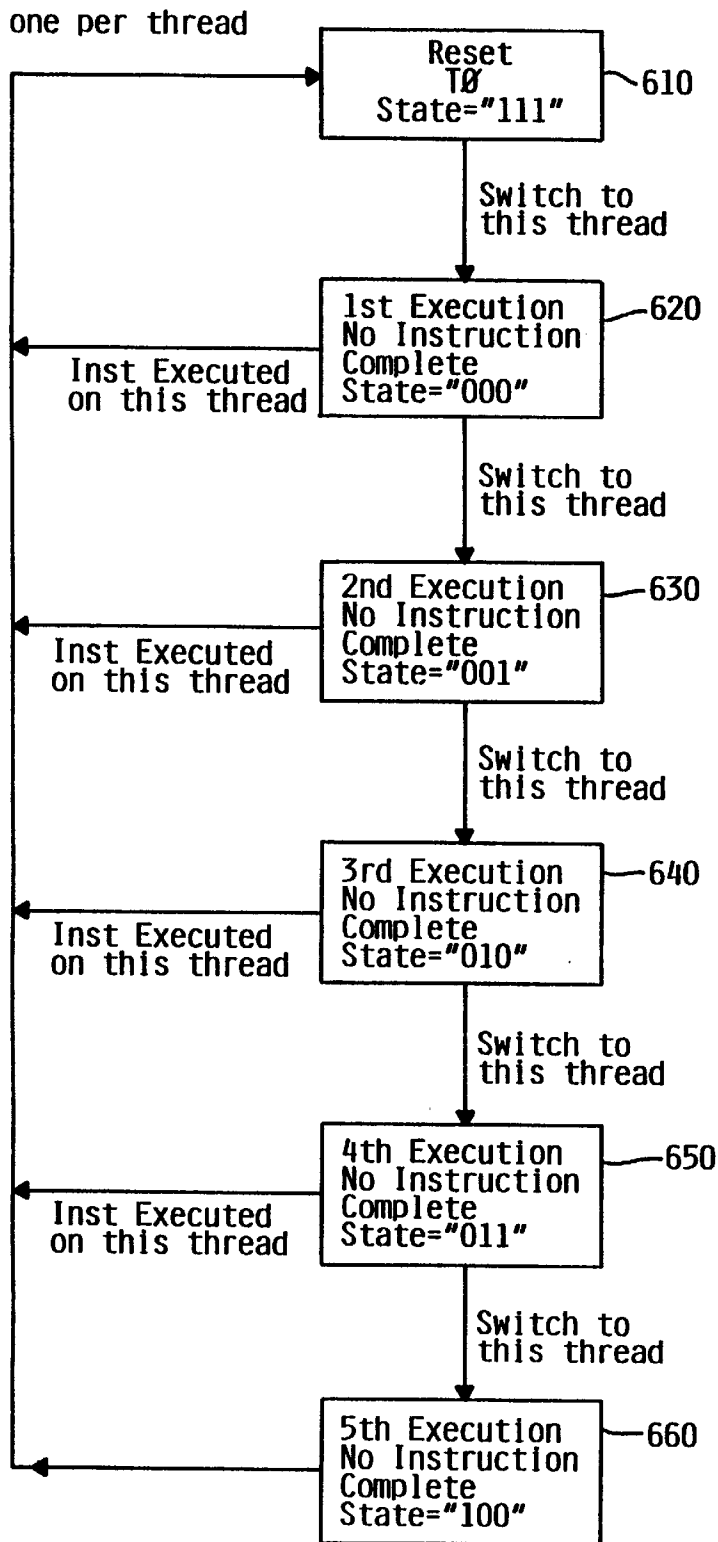 one per thread
Reset
TØ
State="111"
610
Switch to
this thread
1st Execution
No Instruction
Complete
State="000"
620
Inst Executed
on this thread
Switch to
this thread
2nd Execution
No Instruction
Complete
State="001"
630
Inst Executed
on this thread
Switch to
this thread
3rd Execution
No Instruction
Complete
State="010"
640
Inst Executed
on this thread
Switch to
this thread
4th Execution
No Instruction
Complete
State="011"
650
Inst Executed
on this thread
Switch to
this thread
5th Execution
No Instruction
Complete
State="100"
660